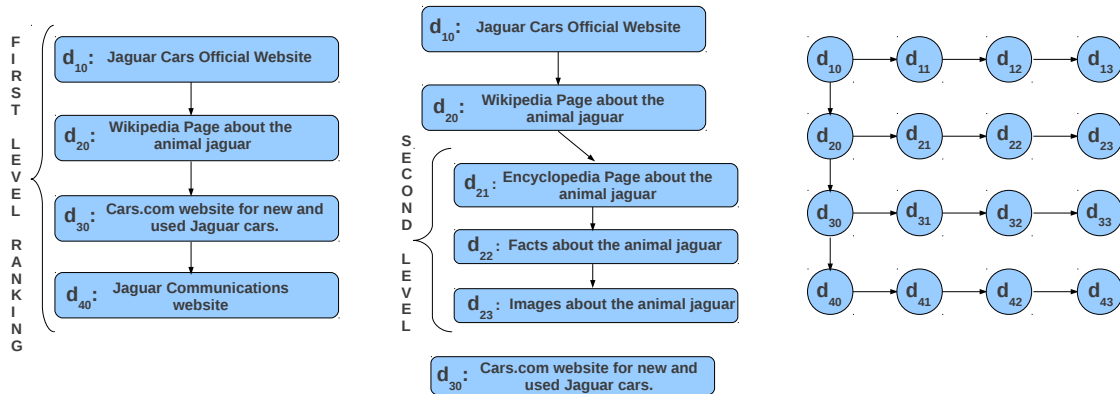 FIRST LEVEL RANKING
d10: Jaguar Cars Official Website
d20: Wikipedia Page about the
animal jaguar
d30: Cars.com website for new and
used Jaguar cars.
d40: Jaguar Communications
website
d10: Jaguar Cars Official Website
d20: Wikipedia Page about the
animal jaguar
SECOND LEVEL
d21: Encyclopedia Page about the
animal jaguar
d22: Facts about the animal jaguar
d23: Images about the animal jaguar
d30: Cars.com website for new and
used Jaguar cars.
d10 d11 d12 d13
d20 d21 d22 d23
d30 d31 d32 d33
d40 d41 d42 d43